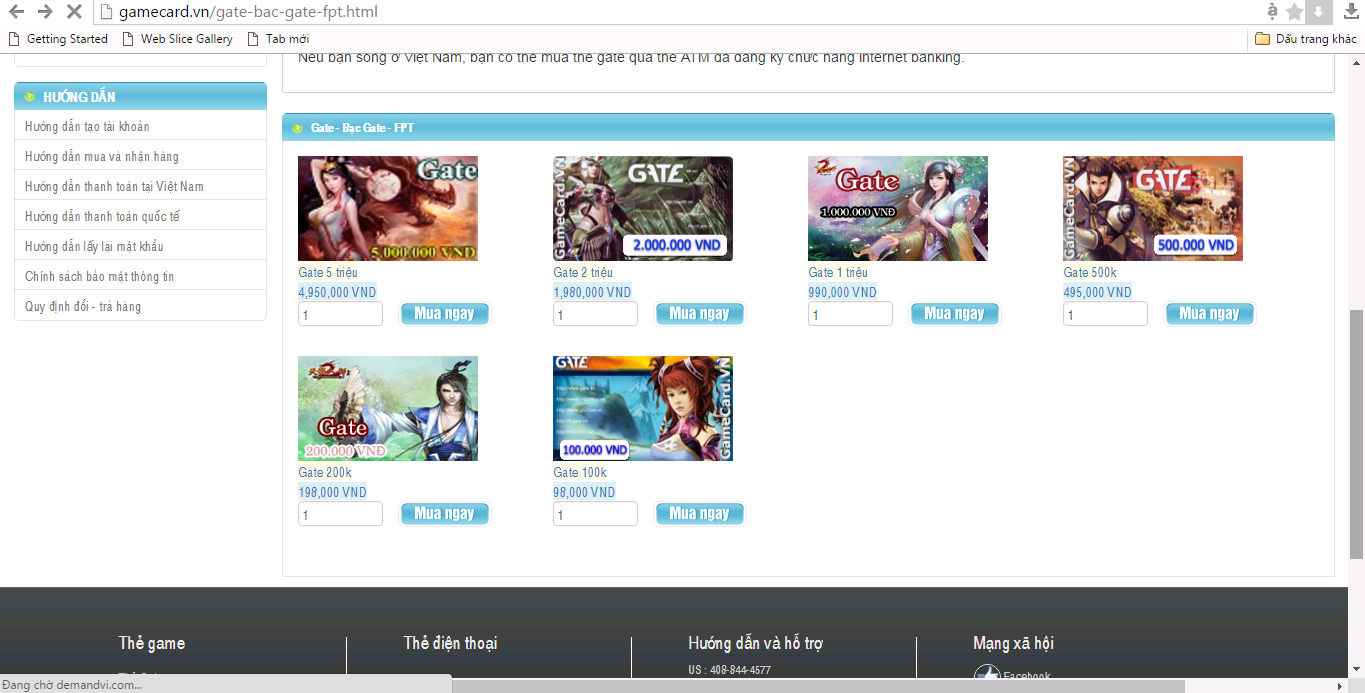 gamecard.vn/gate-bac-gate-fpt.html
Getting Started
Web Slice Gallery
Tab mới
Dấu trang khác
Nếu bạn sống ở Việt Nam, bạn có thể mua thẻ gate qua thẻ ATM đã đăng ký chức năng internet banking.
HƯỚNG DẪN
Hướng dẫn tạo tài khoản
Hướng dẫn mua và nhận hàng
Hướng dẫn thanh toán tại Việt Nam
Hướng dẫn thanh toán quốc tế
Hướng dẫn lấy lại mật khẩu
Chính sách bảo mật thông tin
Quy định đổi - trả hàng
Gate - Bạc Gate - FPT
Gate
5.000.000 VND
Gate 5 triệu
4,950,000 VND
1
Mua ngay
GameCard.VN
GATE
2.000.000 VND
Gate 2 triệu
1,980,000 VND
1
Mua ngay
Gate
1.000.000 VNĐ
Gate 1 triệu
990,000 VND
1
Mua ngay
GameCard.VN
GATE
500.000 VND
Gate 500k
495,000 VND
1
Mua ngay
Gate
200.000 VNĐ
Gate 200k
198,000 VND
1
Mua ngay
GATE
GameCard.VN
100.000 VND
Gate 100k
98,000 VND
1
Mua ngay
Thẻ game
Thẻ điện thoại
Hướng dẫn và hỗ trợ
US : 408-844-4577
Mạng xã hội
Facebook
Đang chờ demandvi.com...